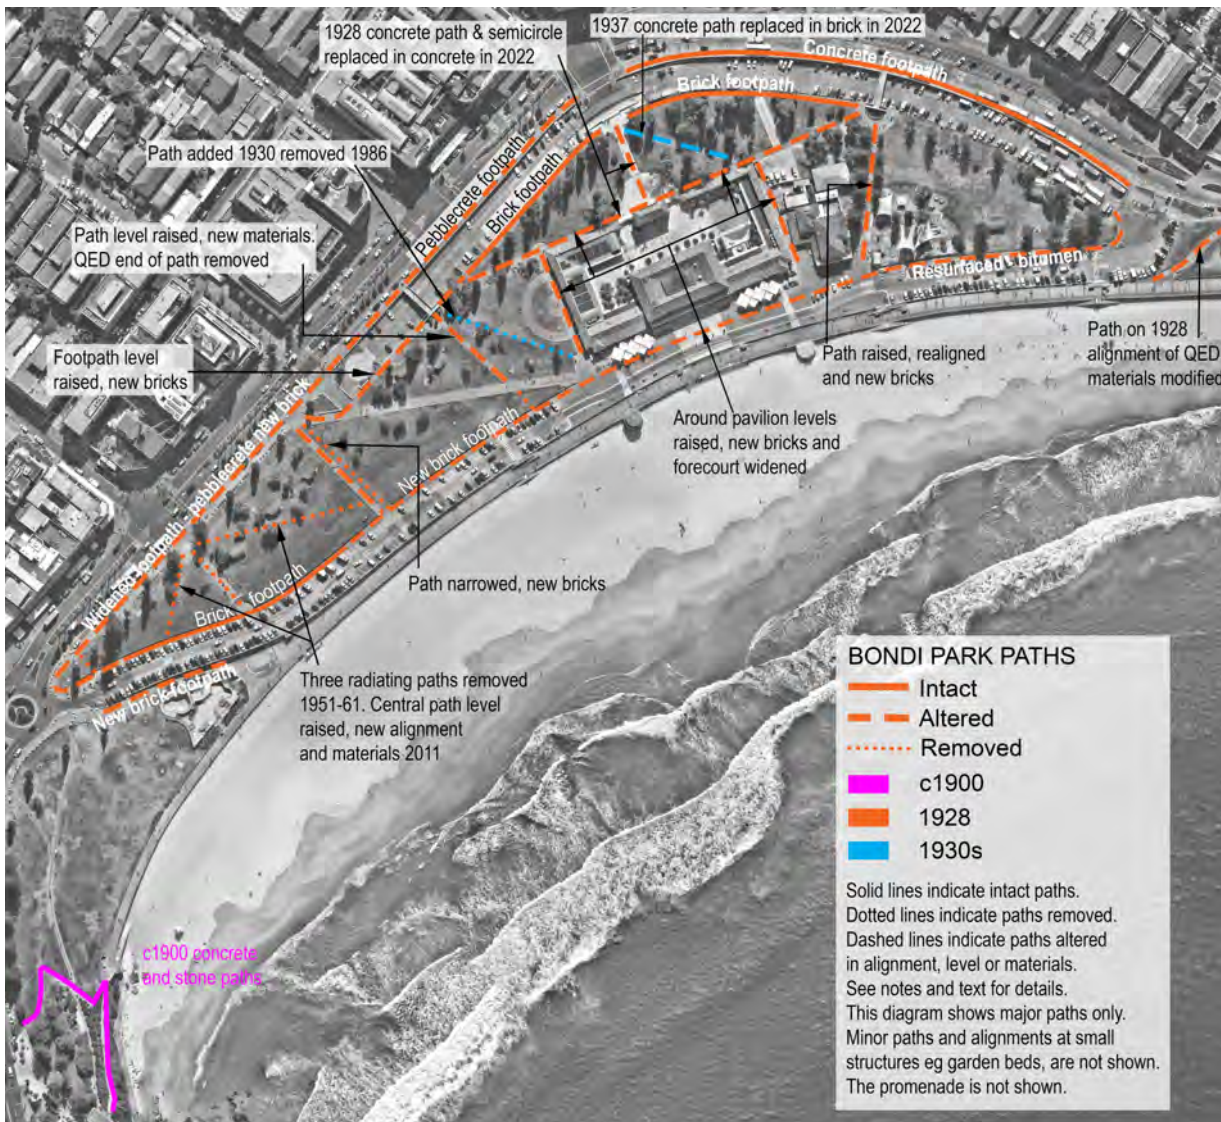 1928 concrete path & semicircle
replaced in concrete in 2022
1937 concrete path replaced in brick in 2022
Concrete footpath
Brick footpath
Path added 1930 removed 1986
Pebblecrete footpath
Brick footpath
Path level raised, new materials.
QED end of path removed
Resurfaced - bitumen
Footpath level
raised, new bricks
Path raised, realigned
and new bricks
Path on 1928
alignment of QED
materials modified
Around pavilion levels
raised, new bricks and
forecourt widened
Widened footpath - pebblecrete new brick
New brick footpath
Path narrowed, new bricks
Brick footpath
New brick footpath
Three radiating paths removed
1951-61. Central path level
raised, new alignment
and materials 2011
c1900 concrete
and stone paths
BONDI PARK PATHS
Intact
Altered
Removed
c1900
1928
1930s
Solid lines indicate intact paths.
Dotted lines indicate paths removed.
Dashed lines indicate paths altered
in alignment, level or materials.
See notes and text for details.
This diagram shows major paths only.
Minor paths and alignments at small
structures eg garden beds, are not shown.
The promenade is not shown.